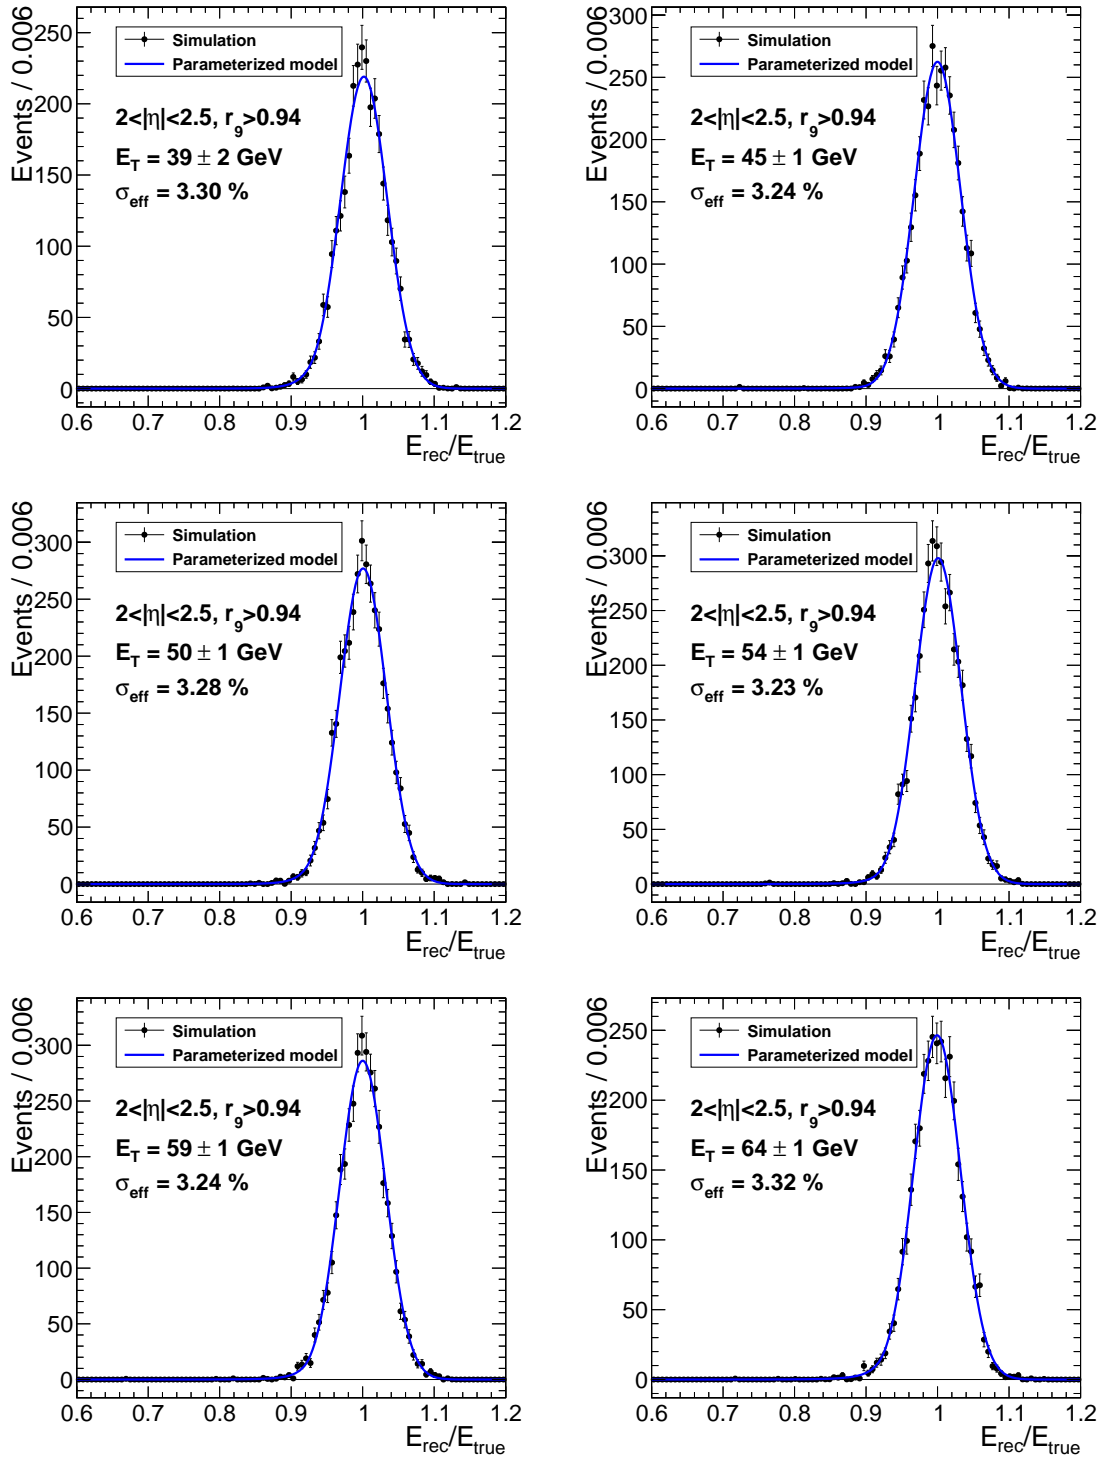 Events / 0.006
250
200
150
100
50
0
Simulation
Parameterized model
2<|η|<2.5, r9>0.94
ET = 39 ± 2 GeV
σeff = 3.30 %
0.6 0.7 0.8 0.9 1 1.1 1.2
Erec/Etrue
Events / 0.006
300
250
200
150
100
50
0
Simulation
Parameterized model
2<|η|<2.5, r9>0.94
ET = 45 ± 1 GeV
σeff = 3.24 %
0.6 0.7 0.8 0.9 1 1.1 1.2
Erec/Etrue
Events / 0.006
300
250
200
150
100
50
0
Simulation
Parameterized model
2<|η|<2.5, r9>0.94
ET = 50 ± 1 GeV
σeff = 3.28 %
0.6 0.7 0.8 0.9 1 1.1 1.2
Erec/Etrue
Events / 0.006
300
250
200
150
100
50
0
Simulation
Parameterized model
2<|η|<2.5, r9>0.94
ET = 54 ± 1 GeV
σeff = 3.23 %
0.6 0.7 0.8 0.9 1 1.1 1.2
Erec/Etrue
Events / 0.006
300
250
200
150
100
50
0
Simulation
Parameterized model
2<|η|<2.5, r9>0.94
ET = 59 ± 1 GeV
σeff = 3.24 %
0.6 0.7 0.8 0.9 1 1.1 1.2
Erec/Etrue
Events / 0.006
250
200
150
100
50
0
Simulation
Parameterized model
2<|η|<2.5, r9>0.94
ET = 64 ± 1 GeV
σeff = 3.32 %
0.6 0.7 0.8 0.9 1 1.1 1.2
Erec/Etrue